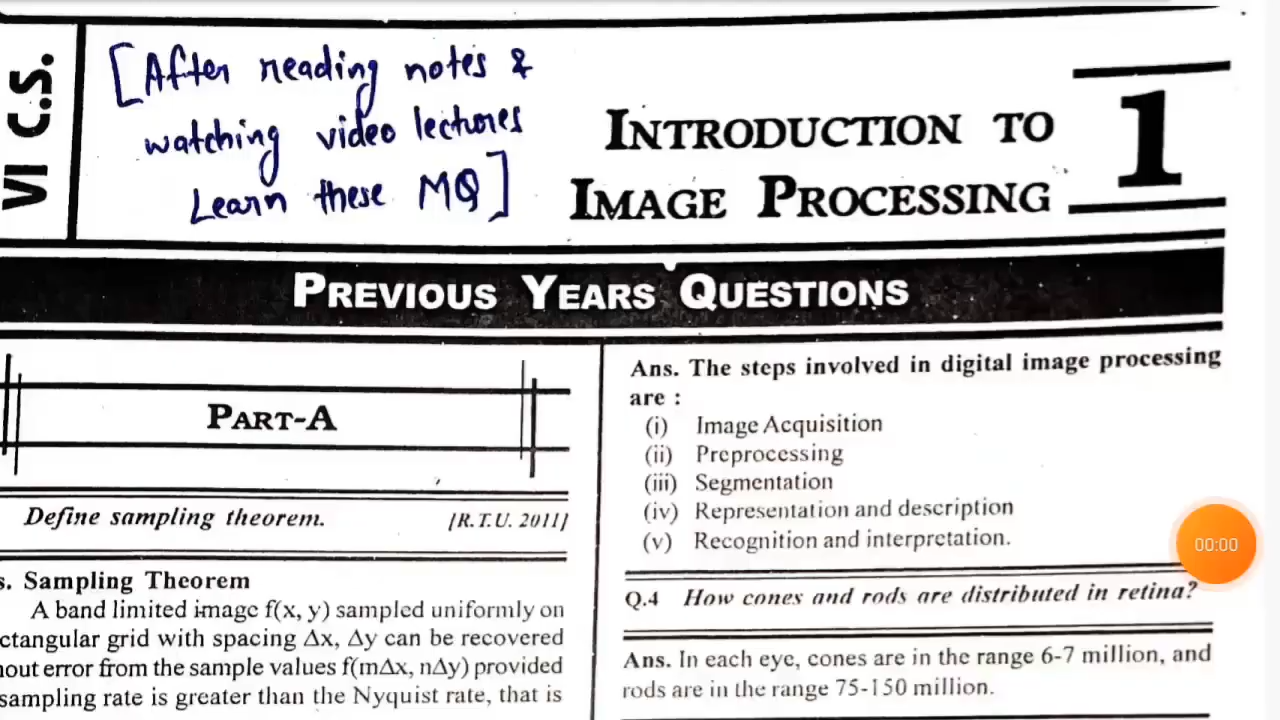 VI C.S.
[After reading notes &
watching video lectures
Learn these MQ]
INTRODUCTION TO
IMAGE PROCESSING
1
PREVIOUS YEARS QUESTIONS
PART-A
Define sampling theorem. [R.T.U. 2011]
s. Sampling Theorem
A band limited image f(x, y) sampled uniformly on
ctangular grid with spacing Δx, Δy can be recovered
out error from the sample values f(mΔx, nΔy) provided
sampling rate is greater than the Nyquist rate, that is
Ans. The steps involved in digital image processing
are :
(i) Image Acquisition
(ii) Preprocessing
(iii) Segmentation
(iv) Representation and description
(v) Recognition and interpretation.
Q.4 How cones and rods are distributed in retina?
Ans. In each eye, cones are in the range 6-7 million, and
rods are in the range 75-150 million.
00:00